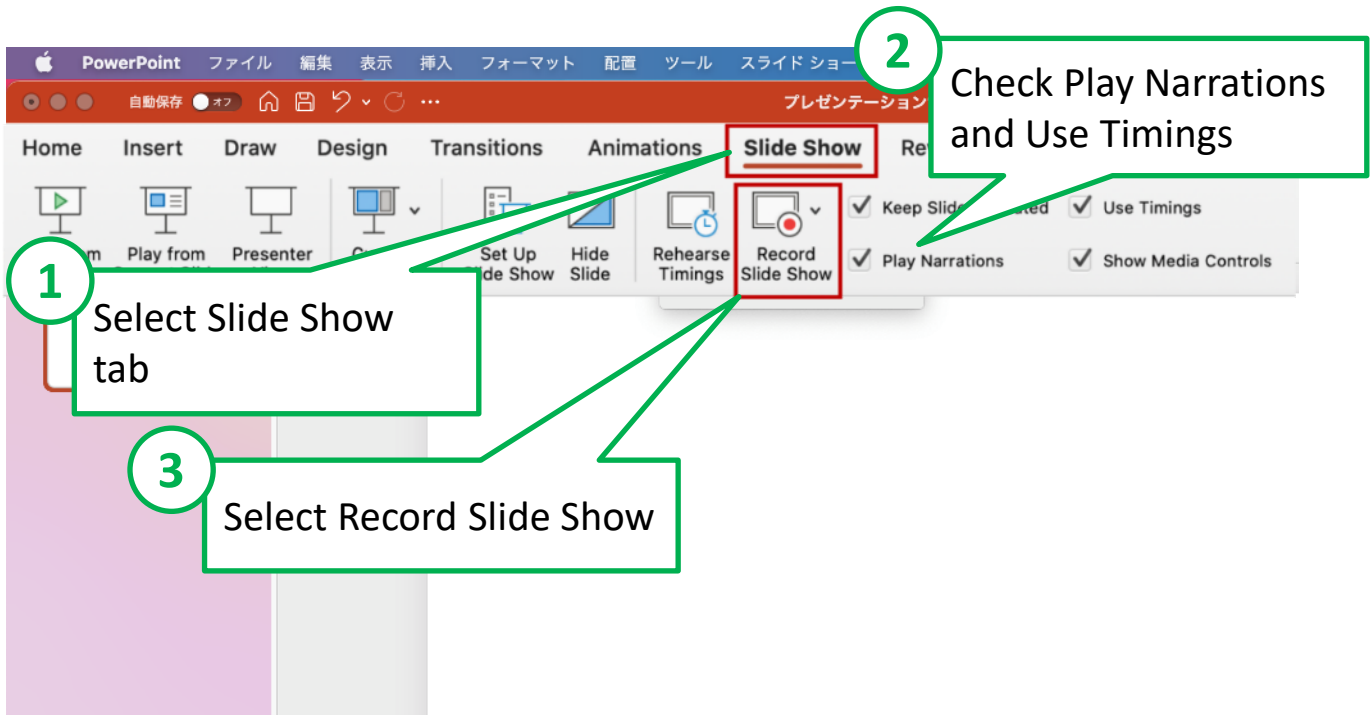 PowerPoint ファイル 編集 表示 挿入 フォーマット 配置 ツール スライド ショー
自動保存 オフ ... プレゼンテーション
Home Insert Draw Design Transitions Animations Slide Show
Keep Slide Use Timings
Play from Presenter Set Up Hide Rehearse Record Play Narrations Show Media Controls
Slide Show Slide Timings Slide Show
1
Select Slide Show
tab
2
Check Play Narrations
and Use Timings
3
Select Record Slide Show